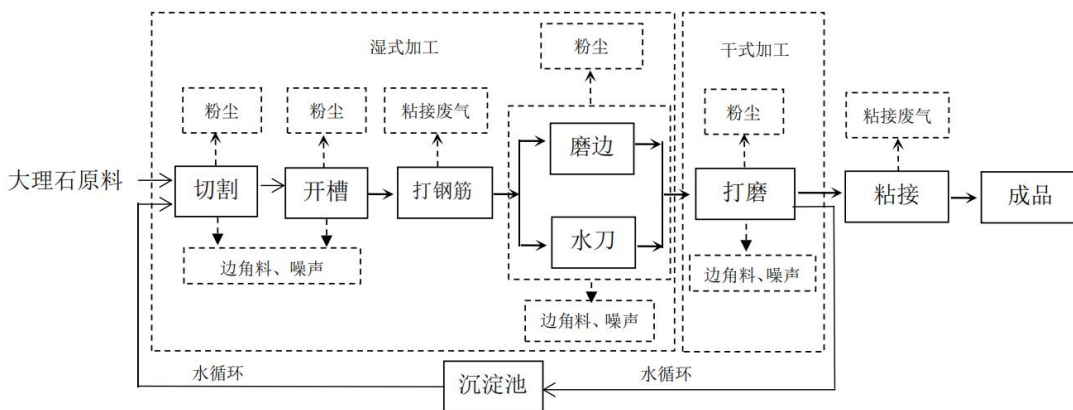 湿式加工
粉尘
干式加工
粉尘
粉尘
粘接废气
粉尘
粘接废气
大理石原料
切割
开槽
打钢筋
磨边
水刀
打磨
粘接
成品
边角料、噪声
边角料、噪声
边角料、噪声
水循环
沉淀池
水循环